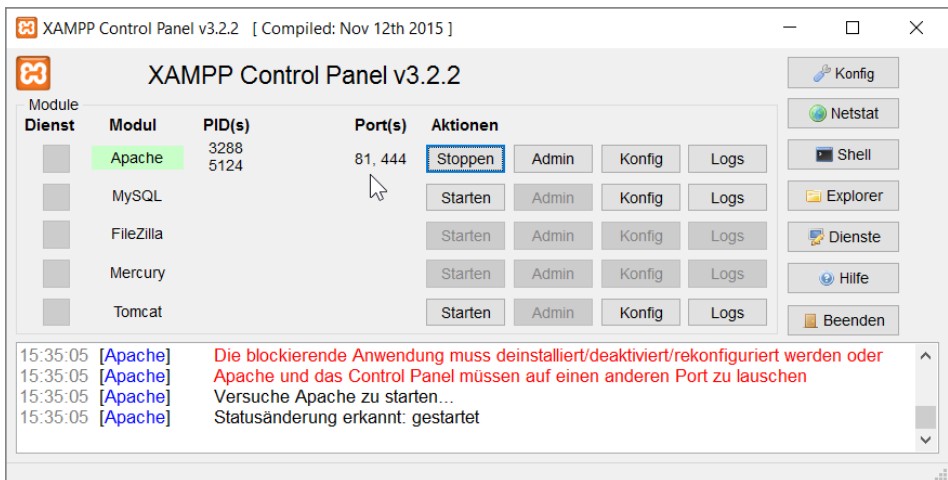 XAMPP Control Panel v3.2.2 [ Compiled: Nov 12th 2015 ]
XAMPP Control Panel v3.2.2
Konfig
Module
Dienst Modul PID(s) Port(s) Aktionen
Netstat
Apache 3288 5124 81, 444 Stoppen Admin Konfig Logs
Shell
MySQL Starten Admin Konfig Logs
Explorer
FileZilla Starten Admin Konfig Logs
Dienste
Mercury Starten Admin Konfig Logs
Hilfe
Tomcat Starten Admin Konfig Logs
Beenden
15:35:05 [Apache] Die blockierende Anwendung muss deinstalliert/deaktiviert/rekonfiguriert werden oder
15:35:05 [Apache] Apache und das Control Panel müssen auf einen anderen Port zu lauschen
15:35:05 [Apache] Versuche Apache zu starten...
15:35:05 [Apache] Statusänderung erkannt: gestartet